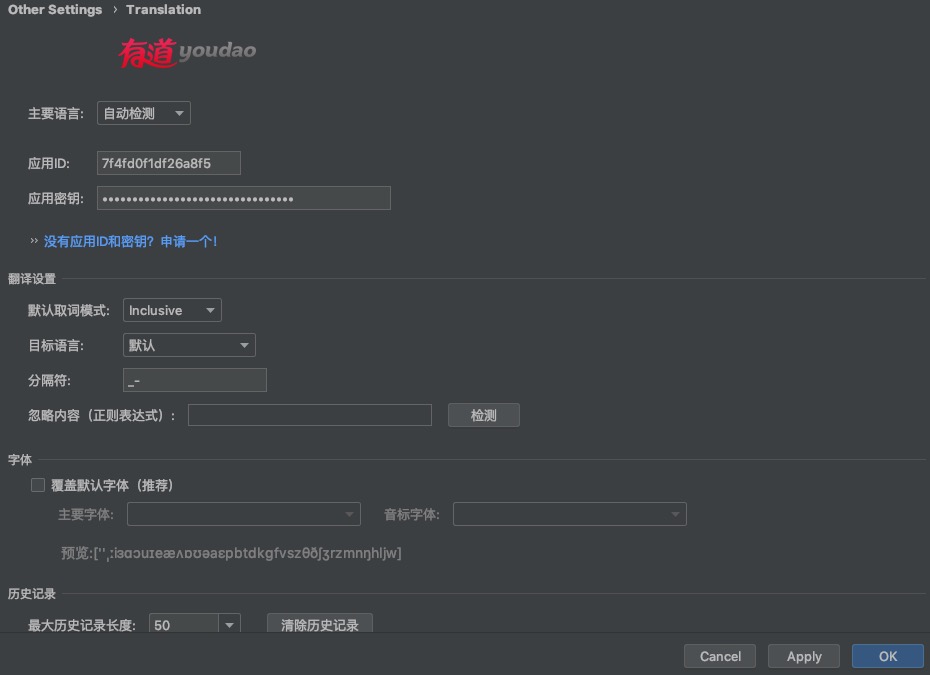 Other Settings › Translation
有道 youdao
主要语言: 自动检测
应用ID: 7f4fd0f1df26a8f5
应用密钥: ••••••••••••••••••••••••••••••••
›› 没有应用ID和密钥？申请一个！
翻译设置
默认取词模式: Inclusive
目标语言: 默认
分隔符: _-
忽略内容（正则表达式）: 检测
字体
覆盖默认字体（推荐）
主要字体: 音标字体:
预览:[ˈˌːiɜɑɔuɪeæʌɒʊəaɛpbtdkgfvszθðʃʒrzmnŋhljw]
历史记录
最大历史记录长度: 50 清除历史记录
Cancel Apply OK